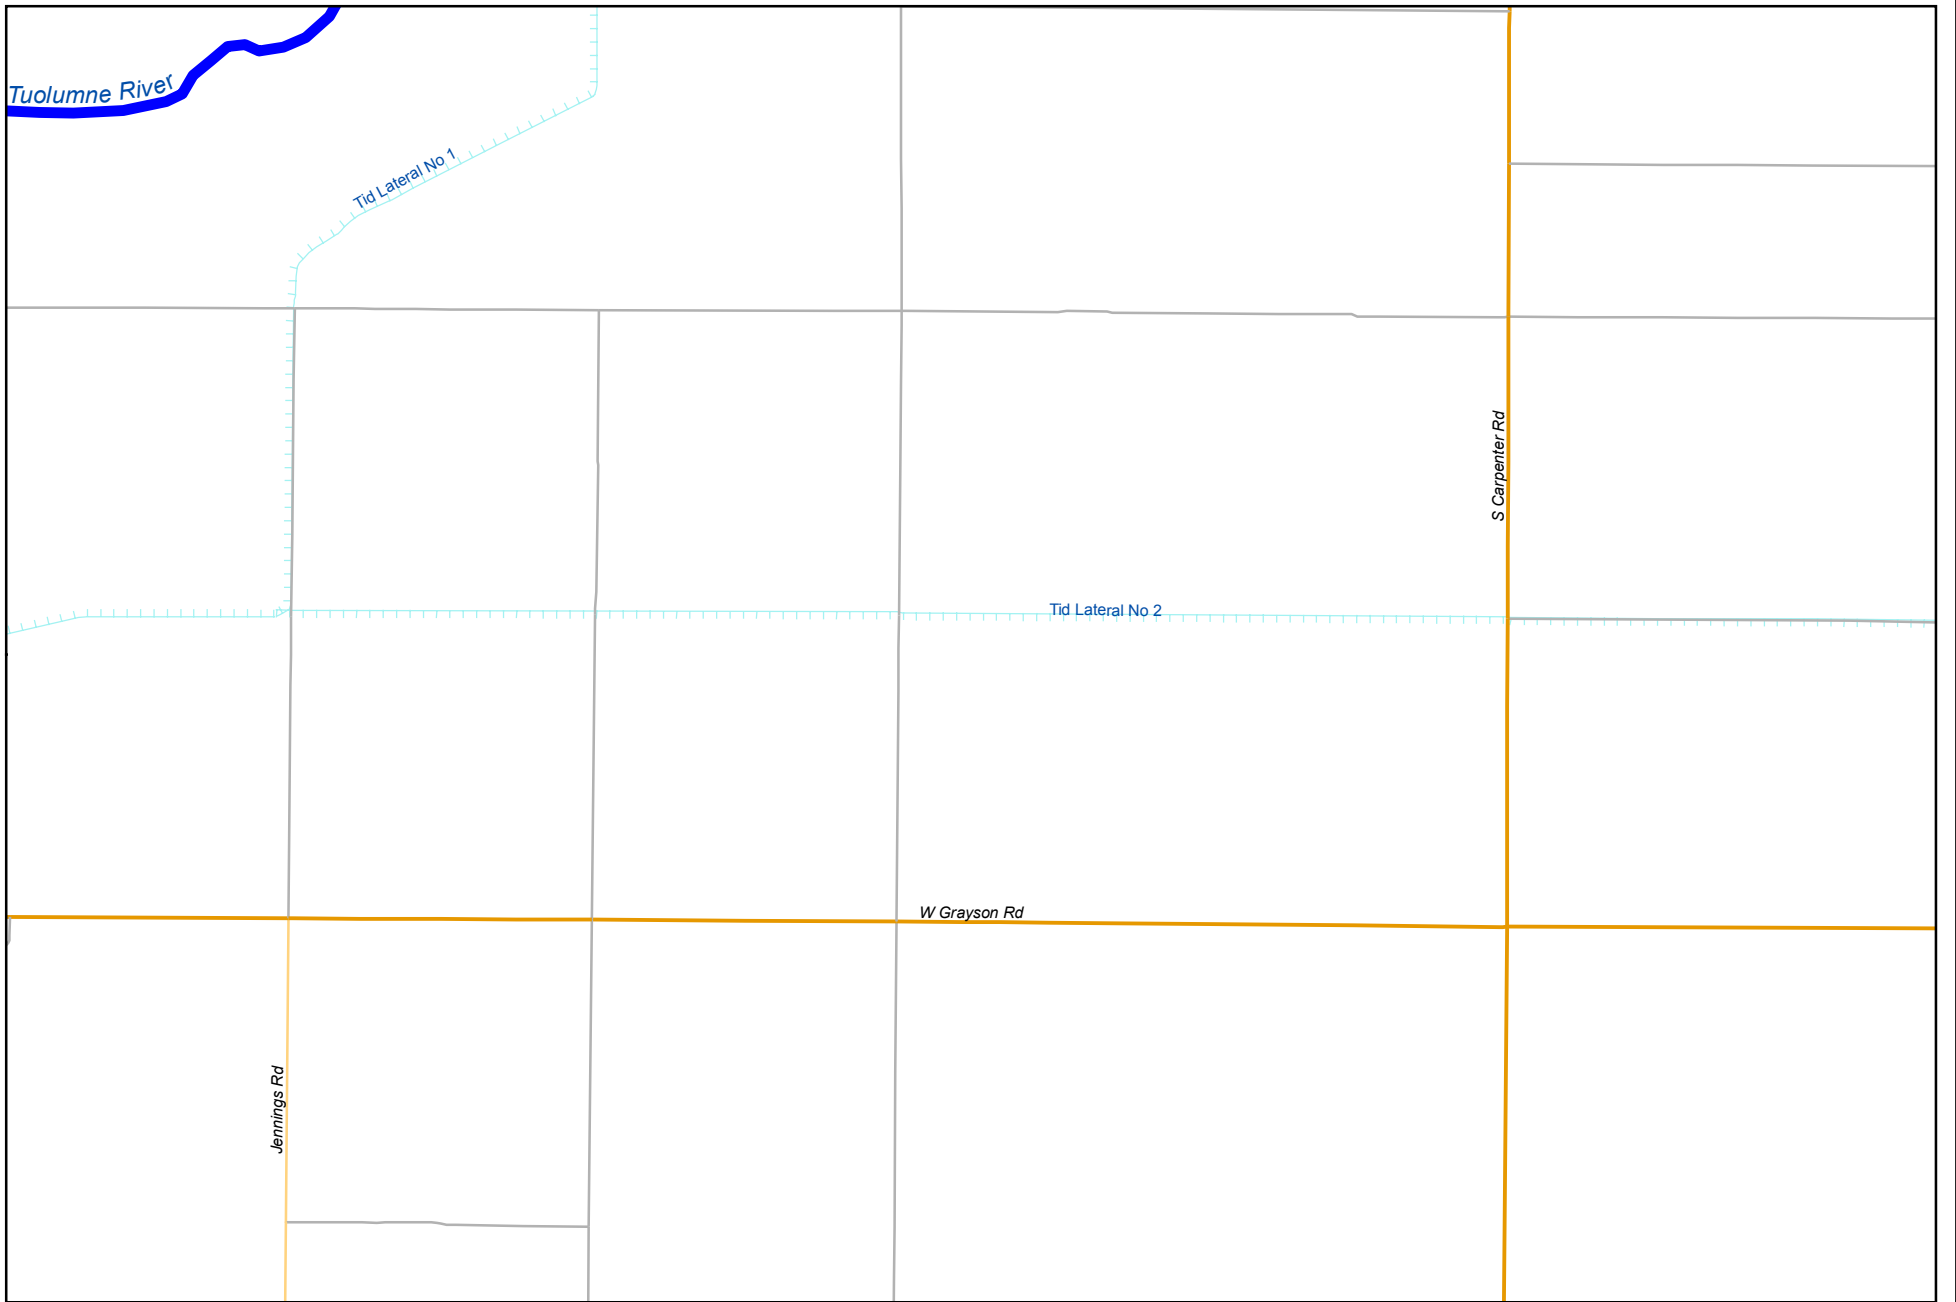 Tuolumne River
Tid Lateral No 1
S Carpenter Rd
Tid Lateral No 2
W Grayson Rd
Jennings Rd